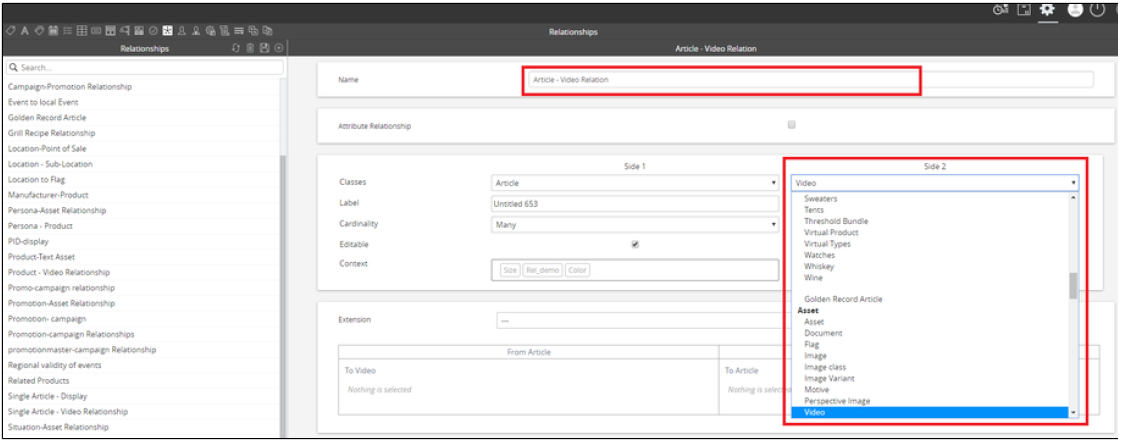 Relationships
Relationships
Article - Video Relation
Search...
Campaign-Promotion Relationship
Event to local Event
Golden Record Article
Grill Recipe Relationship
Location-Point of Sale
Location - Sub-Location
Location to Flag
Manufacturer-Product
Persona-Asset Relationship
Persona - Product
PID-display
Product-Text Asset
Product - Video Relationship
Promo-campaign relationship
Promotion-Asset Relationship
Promotion- campaign
Promotion-campaign Relationships
promotionmaster-campaign Relationship
Regional validity of events
Related Products
Single Article - Display
Single Article - Video Relationship
Situation-Asset Relationship
Name Article - Video Relation
Attribute Relationship
Side 1 Side 2
Classes Article Video
Label Untitled 653
Cardinality Many
Editable
Context Size Rel_demo Color
Sweaters
Tents
Threshold Bundle
Virtual Product
Virtual Types
Watches
Whiskey
Wine
Golden Record Article
Asset
Asset
Document
Flag
Image
Image class
Image Variant
Motive
Perspective Image
Video
Extension ---
From Article
To Video To Article
Nothing is selected Nothing is selected